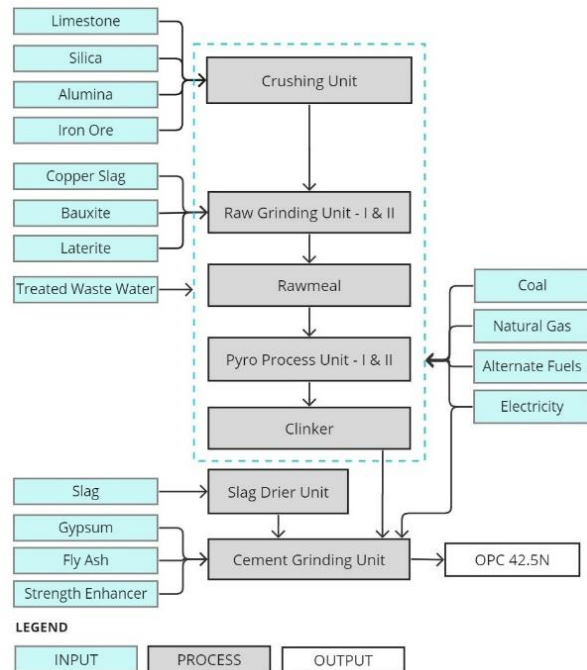 Limestone
Silica
Alumina
Iron Ore
Crushing Unit
Copper Slag
Bauxite
Laterite
Raw Grinding Unit - I & II
Treated Waste Water
Rawmeal
Coal
Natural Gas
Alternate Fuels
Electricity
Pyro Process Unit - I & II
Clinker
Slag
Slag Drier Unit
Gypsum
Fly Ash
Strength Enhancer
Cement Grinding Unit
OPC 42.5N
LEGEND
INPUT
PROCESS
OUTPUT